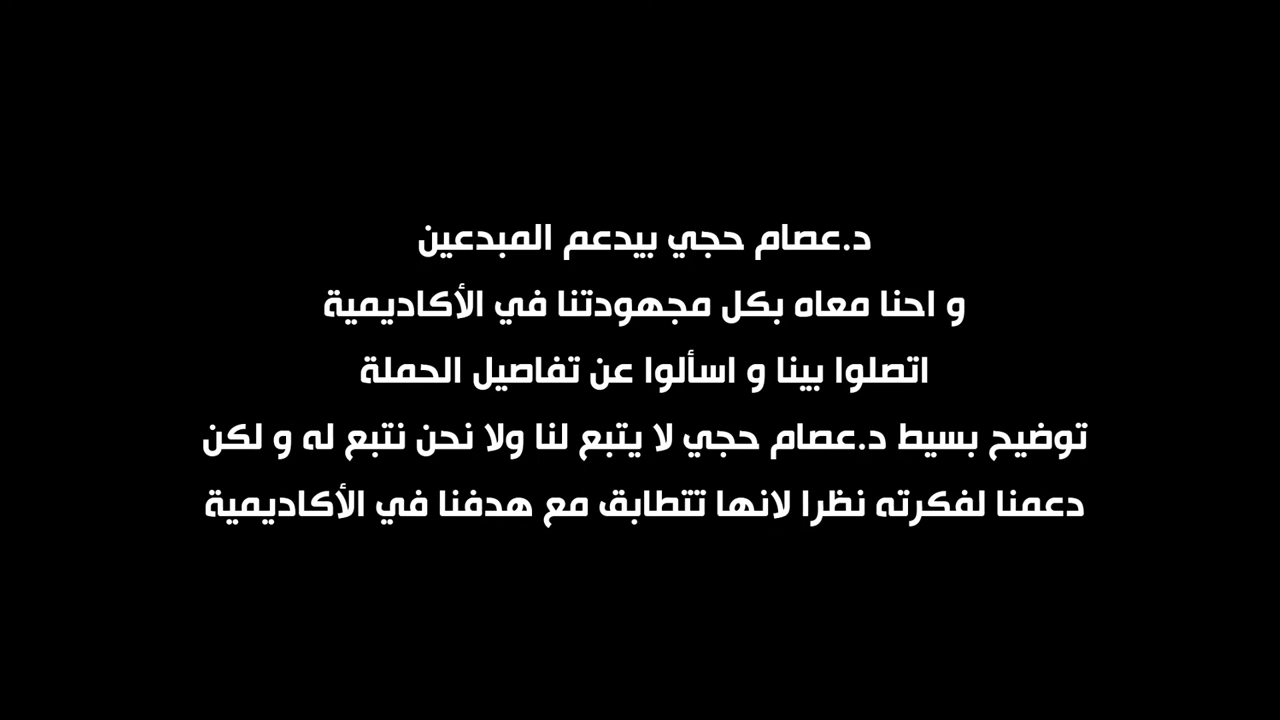 د.عصام حجي بيدعم المبدعين
و احنا معاه بكل مجهودتنا في الأكاديمية
اتصلوا بينا و اسألوا عن تفاصيل الحملة
توضيح بسيط د.عصام حجي لا يتبع لنا ولا نحن نتبع له و لكن
دعمنا لفكرته نظرا لانها تتطابق مع هدفنا في الأكاديمية